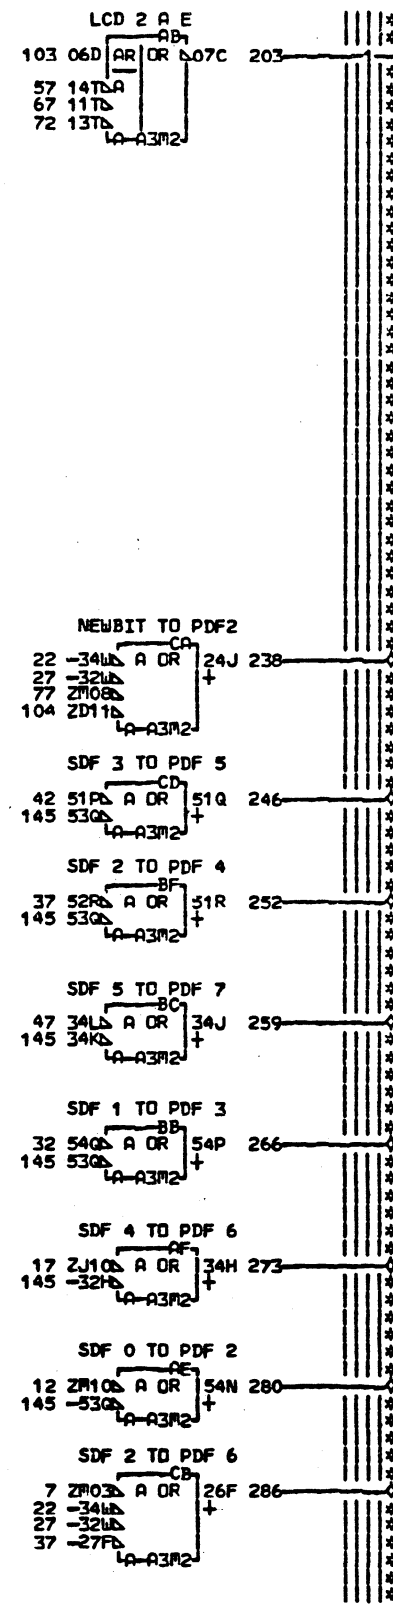 LCD 2 A E
AB
103 06D AR OR 07C 203
57 14T A
67 11T
72 13T
A-A3M2
NEWBIT TO PDF2
CA
22 -34W A OR 24J 238
27 -32W +
77 ZM08
104 ZD11
A-A3M2
SDF 3 TO PDF 5
CD
42 51P A OR 51Q 246
145 53Q +
A-A3M2
SDF 2 TO PDF 4
BF
37 52R A OR 51R 252
145 53Q +
A-A3M2
SDF 5 TO PDF 7
BC
47 34L A OR 34J 259
145 34K +
A-A3M2
SDF 1 TO PDF 3
BB
32 54Q A OR 54P 266
145 53Q +
A-A3M2
SDF 4 TO PDF 6
AF
17 ZJ10 A OR 34H 273
145 -32H +
A-A3M2
SDF 0 TO PDF 2
AE
12 ZM10 A OR 54N 280
145 -53Q +
A-A3M2
SDF 2 TO PDF 6
CB
7 ZM03 A OR 26F 286
22 -34W +
27 -32W
37 -27F
A-A3M2